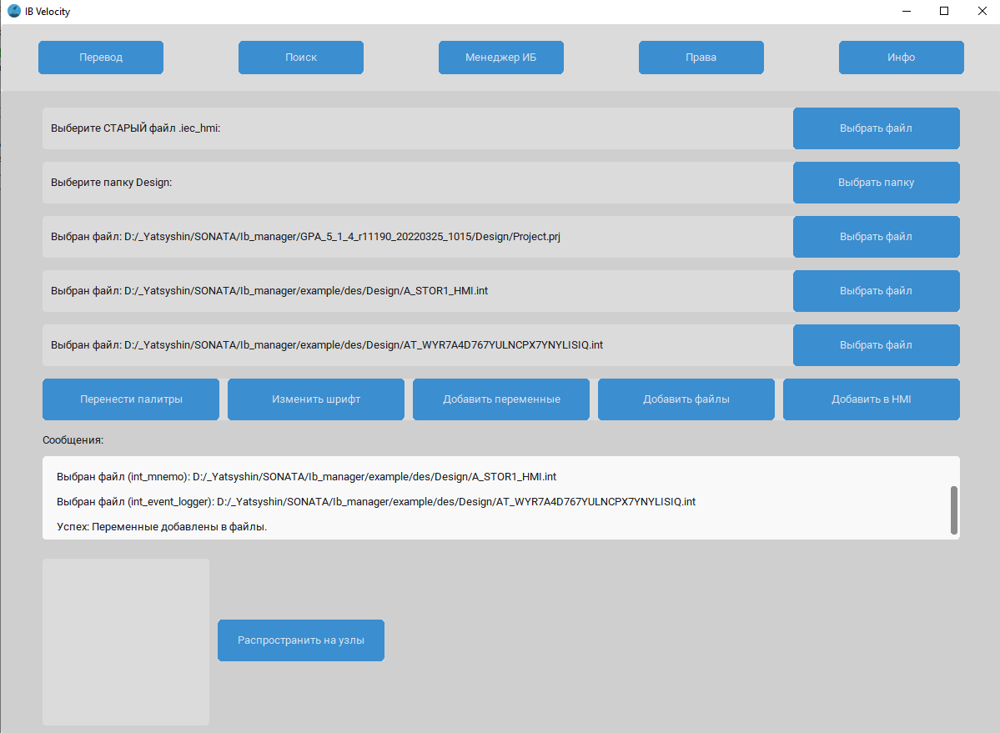 IB Velocity
Перевод
Поиск
Менеджер ИБ
Права
Инфо
Выберите СТАРЫЙ файл .iec_hmi:
Выбрать файл
Выберите папку Design:
Выбрать папку
Выбран файл: D:/_Yatsyshin/SONATA/Ib_manager/GPA_5_1_4_r11190_20220325_1015/Design/Project.prj
Выбрать файл
Выбран файл: D:/_Yatsyshin/SONATA/Ib_manager/example/des/Design/A_STOR1_HMI.int
Выбрать файл
Выбран файл: D:/_Yatsyshin/SONATA/Ib_manager/example/des/Design/AT_WYR7A4D767YULNCPX7YNYLISIQ.int
Выбрать файл
Перенести палитры
Изменить шрифт
Добавить переменные
Добавить файлы
Добавить в HMI
Сообщения:
Выбран файл (int_mnemo): D:/_Yatsyshin/SONATA/Ib_manager/example/des/Design/A_STOR1_HMI.int
Выбран файл (int_event_logger): D:/_Yatsyshin/SONATA/Ib_manager/example/des/Design/AT_WYR7A4D767YULNCPX7YNYLISIQ.int
Успех: Переменные добавлены в файлы.
Распространить на узлы